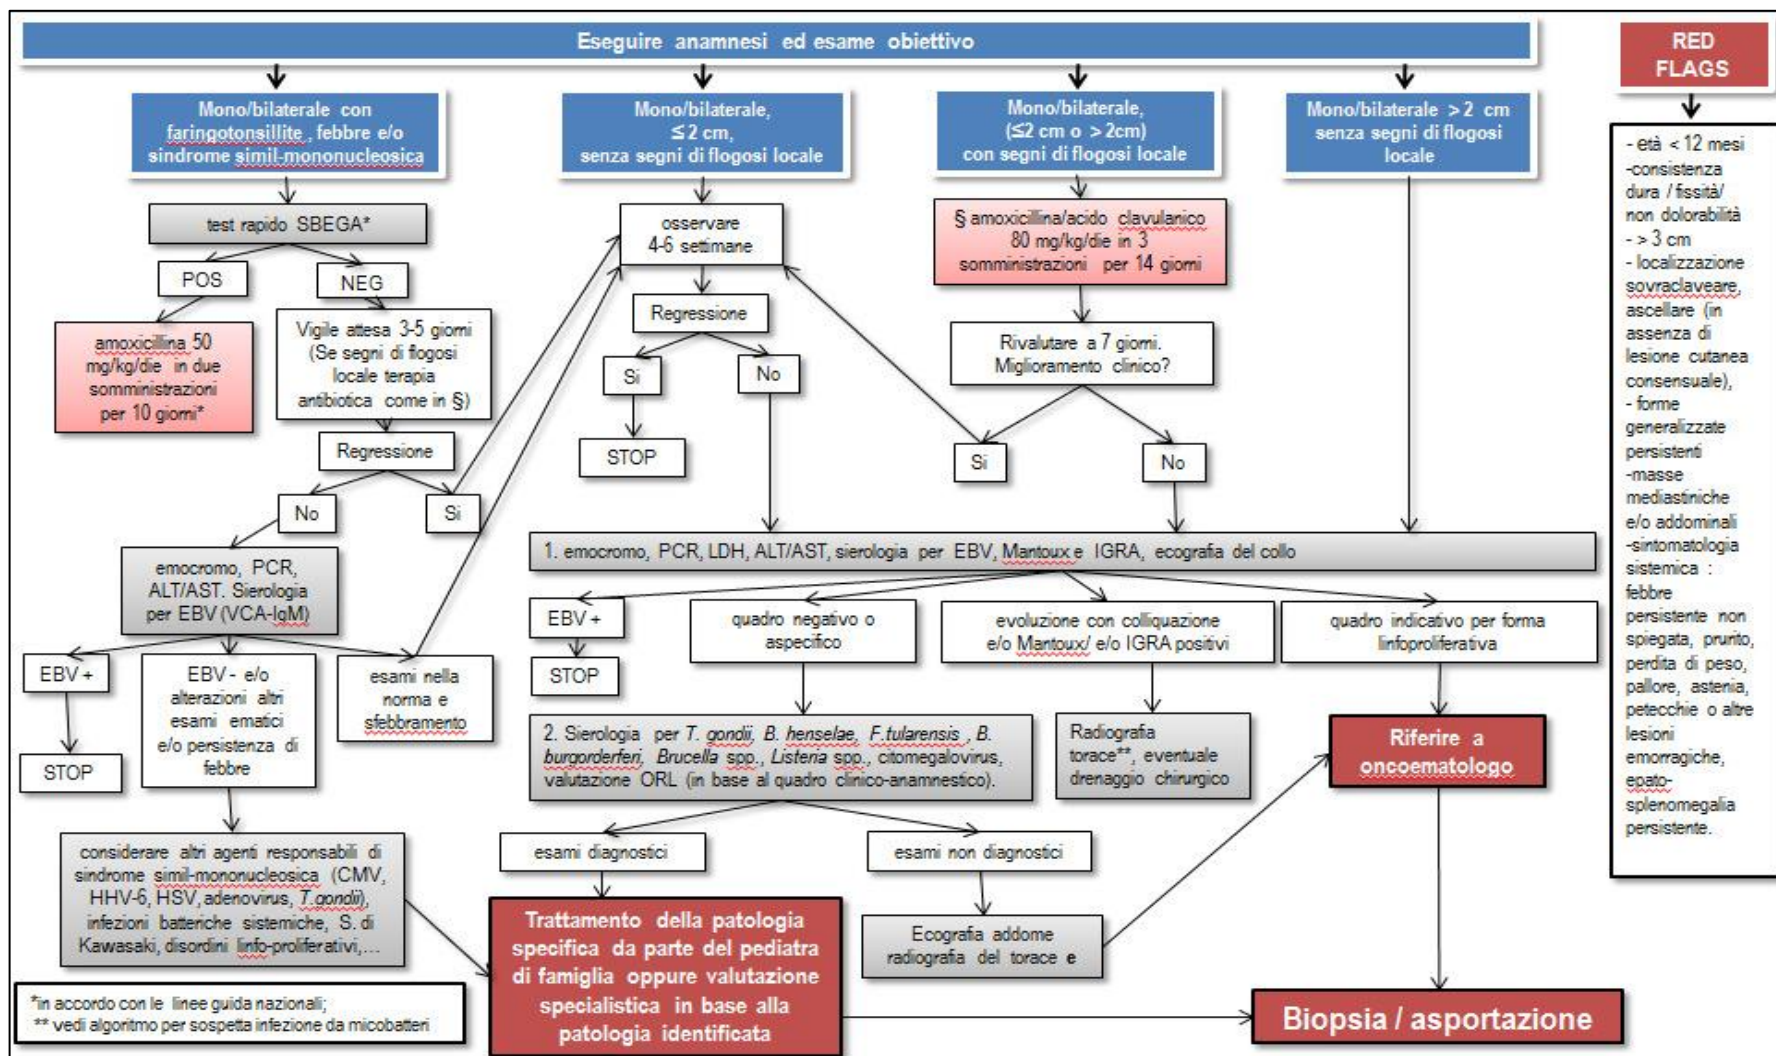 Eseguire anamnesi ed esame obiettivo
RED
FLAGS
Mono/bilaterale con
faringotonsillite, febbre e/o
sindrome simil-mononucleosica
Mono/bilaterale,
≤ 2 cm,
senza segni di flogosi locale
Mono/bilaterale,
(≤2 cm o > 2cm)
con segni di flogosi locale
Mono/bilaterale > 2 cm
senza segni di flogosi
locale
test rapido SBEGA*
POS
NEG
amoxicillina 50
mg/kg/die in due
somministrazioni
per 10 giorni*
Vigile attesa 3-5 giorni
(Se segni di flogosi
locale terapia
antibiotica come in §)
Regressione
No
Si
emocromo, PCR,
ALT/AST. Sierologia
per EBV (VCA-IgM)
EBV +
STOP
EBV - e/o
alterazioni altri
esami ematici
e/o persistenza di
febbre
esami nella
norma e
sfebbramento
considerare altri agenti responsabili di
sindrome simil-mononucleosica (CMV,
HHV-6, HSV, adenovirus, T.gondii),
infezioni batteriche sistemiche, S. di
Kawasaki, disordini linfo-proliferativi,...
osservare
4-6 settimane
Regressione
Si
No
STOP
§ amoxicillina/acido clavulanico
80 mg/kg/die in 3
somministrazioni per 14 giorni
Rivalutare a 7 giorni.
Miglioramento clinico?
Si
No
1. emocromo, PCR, LDH, ALT/AST, sierologia per EBV, Mantoux e IGRA, ecografia del collo
EBV +
STOP
quadro negativo o
aspecifico
evoluzione con colliquazione
e/o Mantoux/ e/o IGRA positivi
quadro indicativo per forma
linfoproliferativa
2. Sierologia per T. gondii, B. henselae, F.tularensis , B.
burgorderferi, Brucella spp., Listeria spp., citomegalovirus,
valutazione ORL (in base al quadro clinico-anamnestico).
Radiografia
torace**, eventuale
drenaggio chirurgico
Riferire a
oncoematologo
esami diagnostici
esami non diagnostici
Trattamento della patologia
specifica da parte del pediatra
di famiglia oppure valutazione
specialistica in base alla
patologia identificata
Ecografia addome
radiografia del torace e
Biopsia / asportazione
- età < 12 mesi
-consistenza
dura / fissità/
non dolorabilità
- > 3 cm
- localizzazione
sovraclaveare,
ascellare (in
assenza di
lesione cutanea
consensuale),
- forme
generalizzate
persistenti
-masse
mediastiniche
e/o addominali
-sintomatologia
sistemica :
febbre
persistente non
spiegata, prurito,
perdita di peso,
pallore, astenia,
petecchie o altre
lesioni
emorragiche,
epato-
splenomegalia
persistente.
*in accordo con le linee guida nazionali;
** vedi algoritmo per sospetta infezione da micobatteri